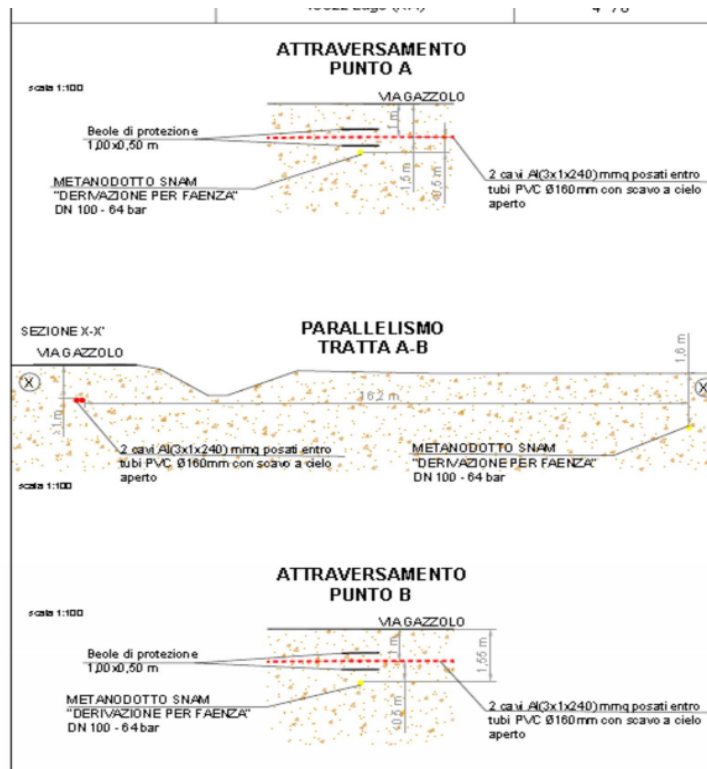 ATTRAVERSAMENTO
PUNTO A
scala 1:100
VIA GAZZOLO
Beole di protezione
1,00x0,50 m
1 m
1,5 m
METANODOTTO SNAM
"DERIVAZIONE PER FAENZA"
DN 100 - 64 bar
2 cavi Al(3x1x240) mmq posati entro
tubi PVC Ø160mm con scavo a cielo
aperto
SEZIONE X-X'
VIA GAZZOLO
PARALLELISMO
TRATTA A-B
1,6 m
X
X
16,2 m
2 cavi Al(3x1x240) mmq posati entro
tubi PVC Ø160mm con scavo a cielo
aperto
METANODOTTO SNAM
"DERIVAZIONE PER FAENZA"
DN 100 - 64 bar
scala 1:100
ATTRAVERSAMENTO
PUNTO B
scala 1:100
VIA GAZZOLO
Beole di protezione
1,00x0,50 m
1 m
1,55 m
METANODOTTO SNAM
"DERIVAZIONE PER FAENZA"
DN 100 - 64 bar
2 cavi Al(3x1x240) mmq posati entro
tubi PVC Ø160mm con scavo a cielo
aperto